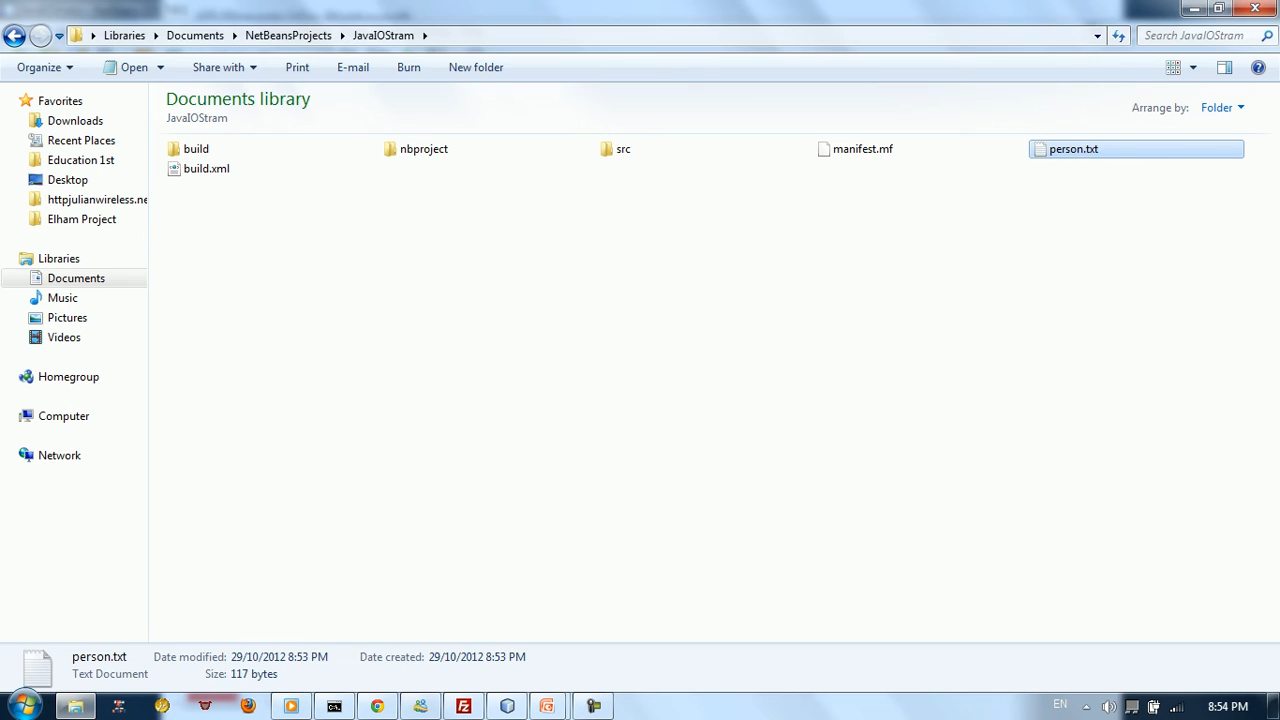 Libraries Documents NetBeansProjects JavaIOStram
Search JavaIOStram
Organize Open Share with Print E-mail Burn New folder
Favorites
Downloads
Recent Places
Education 1st
Desktop
httpjulianwireless.ne
Elham Project
Libraries
Documents
Music
Pictures
Videos
Homegroup
Computer
Network
Documents library
JavaIOStram
Arrange by: Folder
build nbproject src manifest.mf person.txt
build.xml
person.txt Date modified: 29/10/2012 8:53 PM Date created: 29/10/2012 8:53 PM
Text Document Size: 117 bytes
EN 8:54 PM